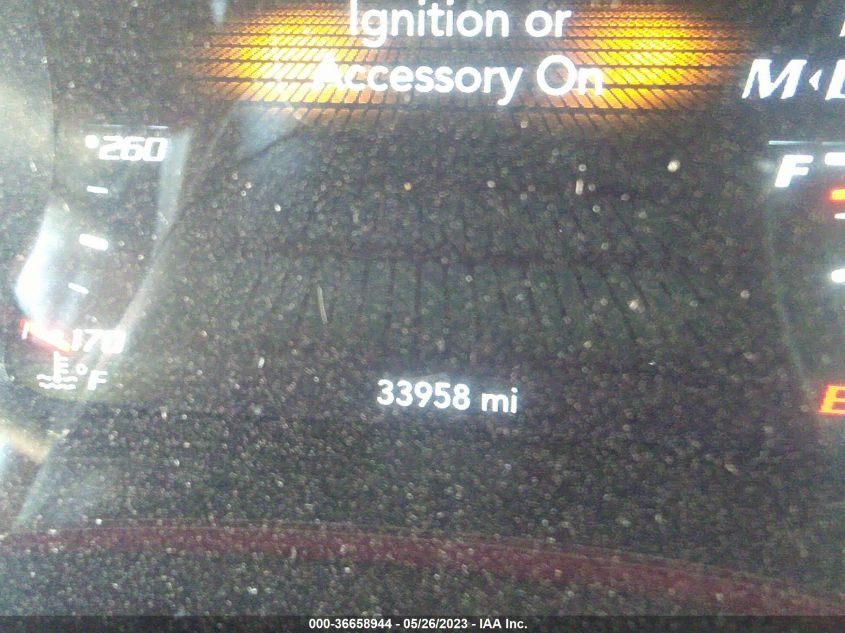 Ignition or
Accessory On
260
F
170
°F
33958 mi
E
000-36658944 - 05/26/2023 - IAA Inc.